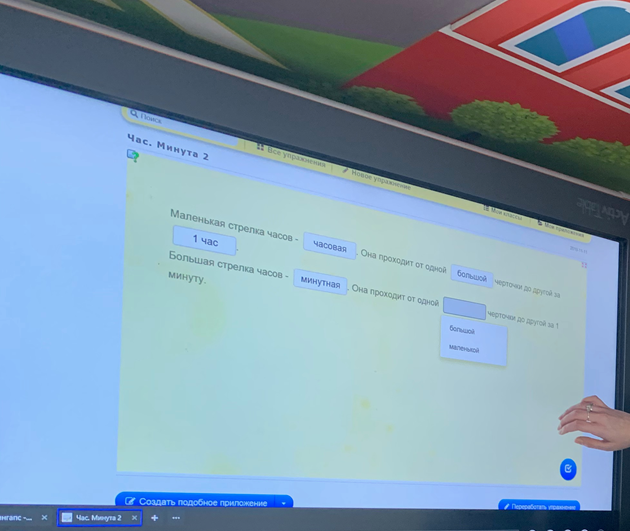 Поиск
Час. Минута 2
Все упражнения
Новое упражнение
Мои классы
Мои приложения
Маленькая стрелка часов - часовая. Она проходит от одной большой черточки до другой за
1 час.
Большая стрелка часов - минутная. Она проходит от одной черточки до другой за 1
минуту.
большой
маленькой
ActivTable
Создать подобное приложение
Переработать упражнение
Час. Минута 2